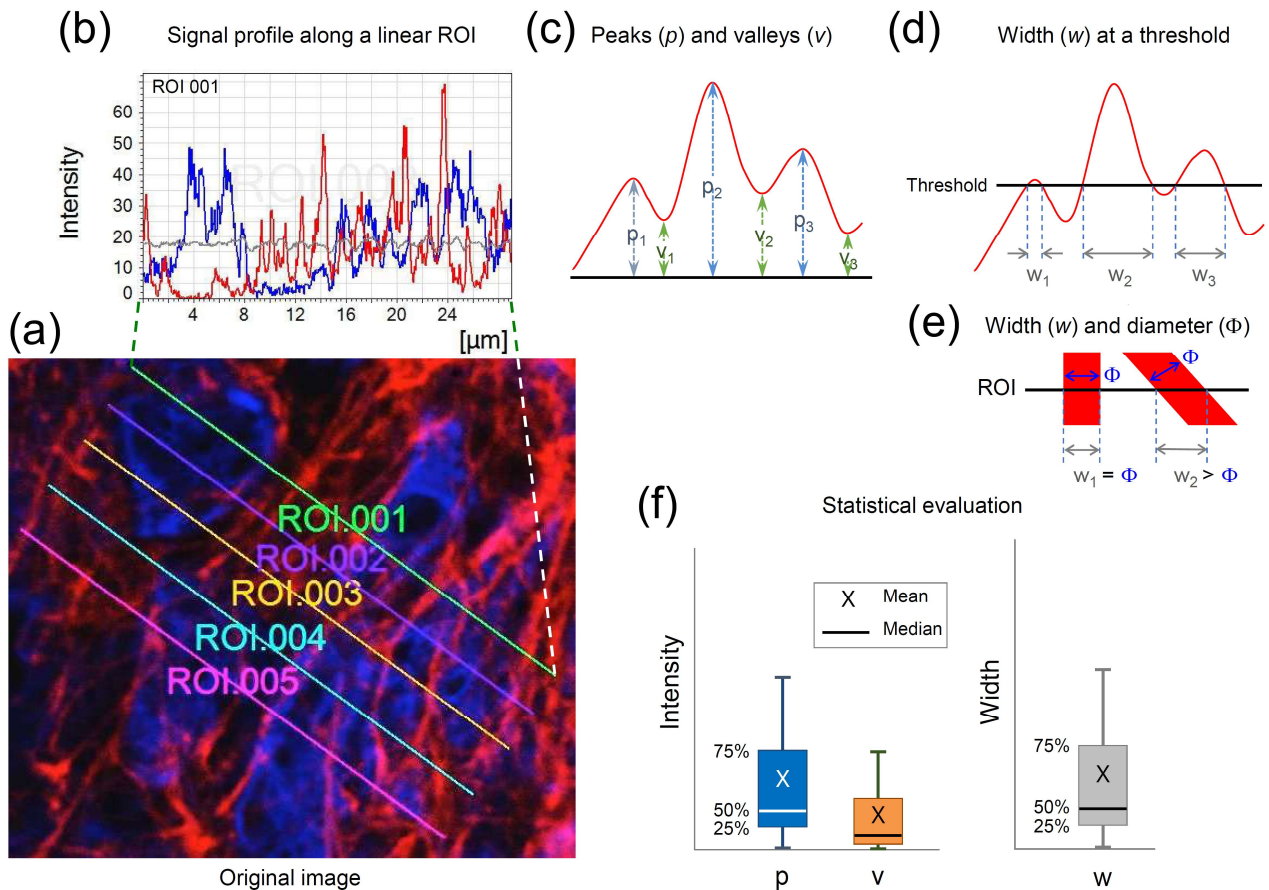 (b) Signal profile along a linear ROI
ROI 001
ROI.001
Intensity
60
50
40
30
20
10
0
4 8 12 16 20 24
[µm]
(c) Peaks (p) and valleys (v)
p1
v1
p2
v2
p3
v3
(d) Width (w) at a threshold
Threshold
w1 w2 w3
(e) Width (w) and diameter (Φ)
ROI
Φ Φ
w1 = Φ w2 > Φ
(a)
ROI.001
ROI.002
ROI.003
ROI.004
ROI.005
Original image
(f) Statistical evaluation
X Mean
Median
Intensity
75%
50%
25%
X X
p v
Width
75%
50%
25%
X
w